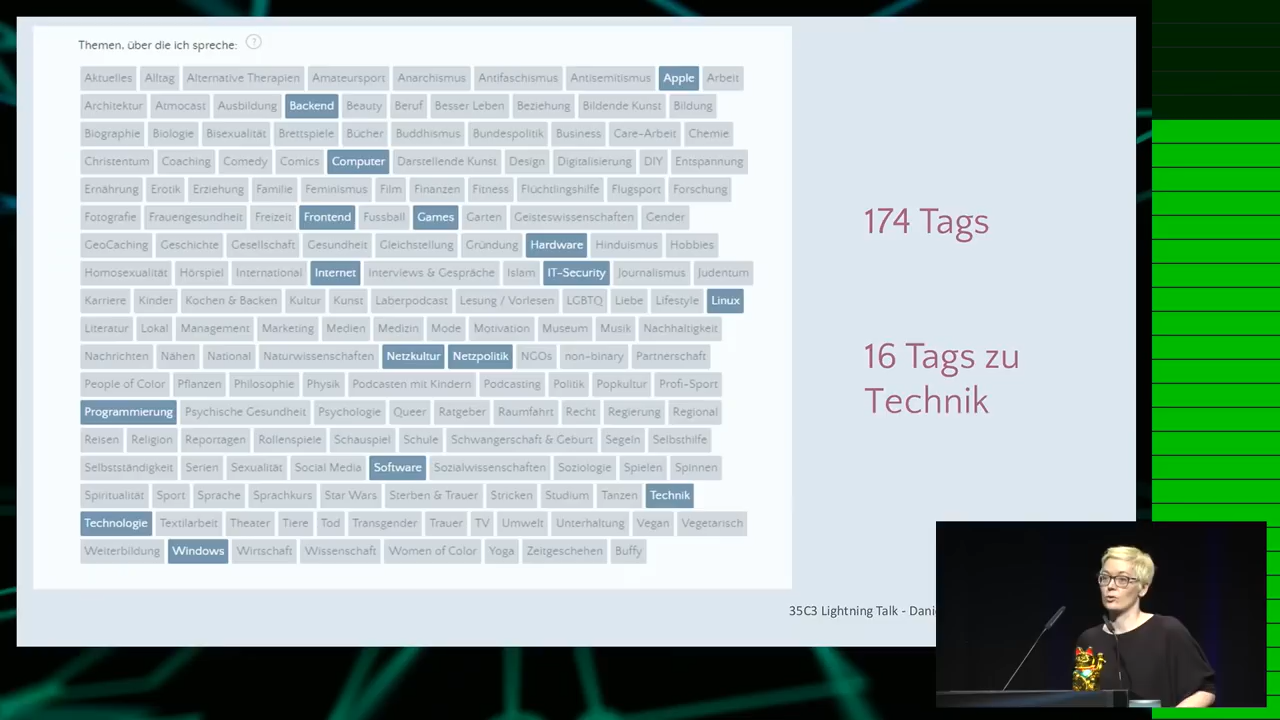 Themen, über die ich spreche: ?
Aktuelles Alltag Alternative Therapien Amateursport Anarchismus Antifaschismus Antisemitismus Apple Arbeit
Architektur Atmocast Ausbildung Backend Beauty Beruf Besser Leben Beziehung Bildende Kunst Bildung
Biographie Biologie Bisexualität Brettspiele Bücher Buddhismus Bundespolitik Business Care-Arbeit Chemie
Christentum Coaching Comedy Comics Computer Darstellende Kunst Design Digitalisierung DIY Entspannung
Ernährung Erotik Erziehung Familie Feminismus Film Finanzen Fitness Flüchtlingshilfe Flugsport Forschung
Fotografie Frauengesundheit Freizeit Frontend Fussball Games Garten Geisteswissenschaften Gender
GeoCaching Geschichte Gesellschaft Gesundheit Gleichstellung Gründung Hardware Hinduismus Hobbies
Homosexualität Hörspiel International Internet Interviews & Gespräche Islam IT-Security Journalismus Judentum
Karriere Kinder Kochen & Backen Kultur Kunst Laberpodcast Lesung / Vorlesen LGBTQ Liebe Lifestyle Linux
Literatur Lokal Management Marketing Medien Medizin Mode Motivation Museum Musik Nachhaltigkeit
Nachrichten Nähen National Naturwissenschaften Netzkultur Netzpolitik NGOs non-binary Partnerschaft
People of Color Pflanzen Philosophie Physik Podcasten mit Kindern Podcasting Politik Popkultur Profi-Sport
Programmierung Psychische Gesundheit Psychologie Queer Ratgeber Raumfahrt Recht Regierung Regional
Reisen Religion Reportagen Rollenspiele Schauspiel Schule Schwangerschaft & Geburt Segeln Selbsthilfe
Selbstständigkeit Serien Sexualität Social Media Software Sozialwissenschaften Soziologie Spielen Spinnen
Spiritualität Sport Sprache Sprachkurs Star Wars Sterben & Trauer Stricken Studium Tanzen Technik
Technologie Textilarbeit Theater Tiere Tod Transgender Trauer TV Umwelt Unterhaltung Vegan Vegetarisch
Weiterbildung Windows Wirtschaft Wissenschaft Women of Color Yoga Zeitgeschehen Buffy
174 Tags
16 Tags zu
Technik
35C3 Lightning Talk -